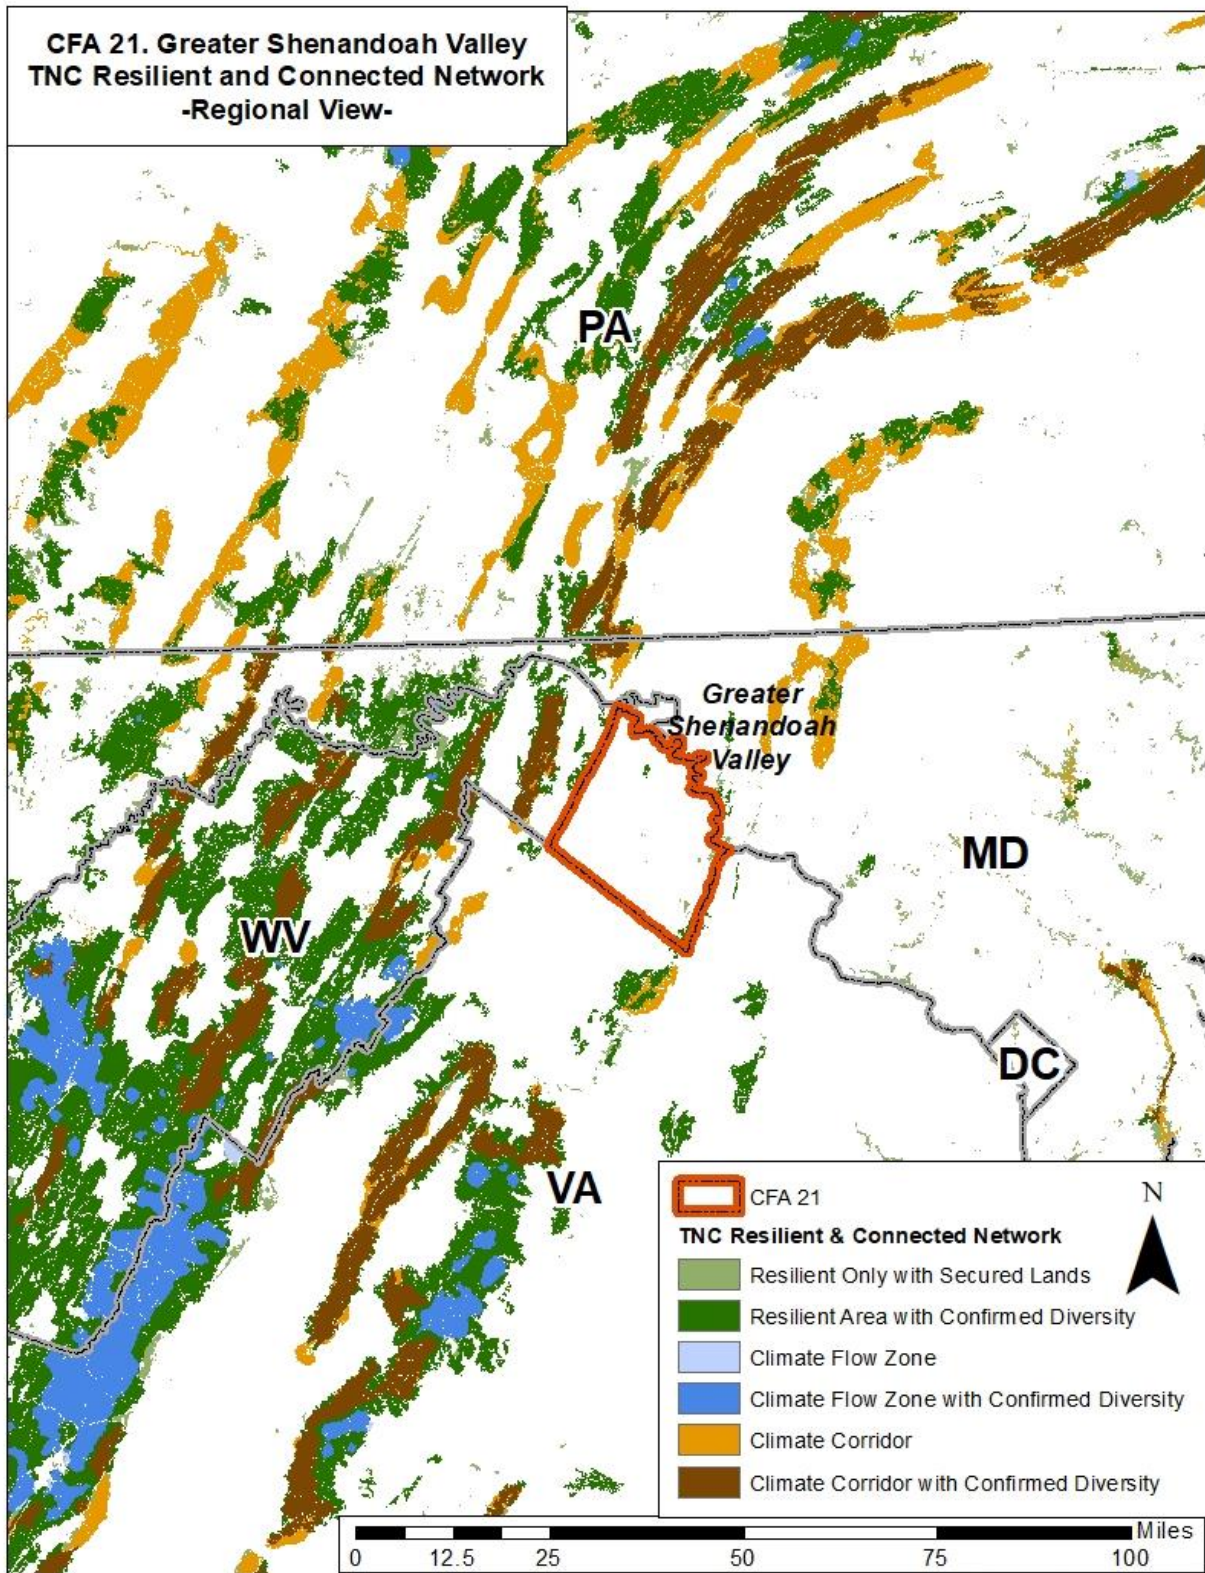 CFA 21. Greater Shenandoah Valley
TNC Resilient and Connected Network
-Regional View-
PA
Greater
Shenandoah
Valley
MD
WV
DC
VA
CFA 21
N
TNC Resilient & Connected Network
Resilient Only with Secured Lands
Resilient Area with Confirmed Diversity
Climate Flow Zone
Climate Flow Zone with Confirmed Diversity
Climate Corridor
Climate Corridor with Confirmed Diversity
Miles
0 12.5 25 50 75 100